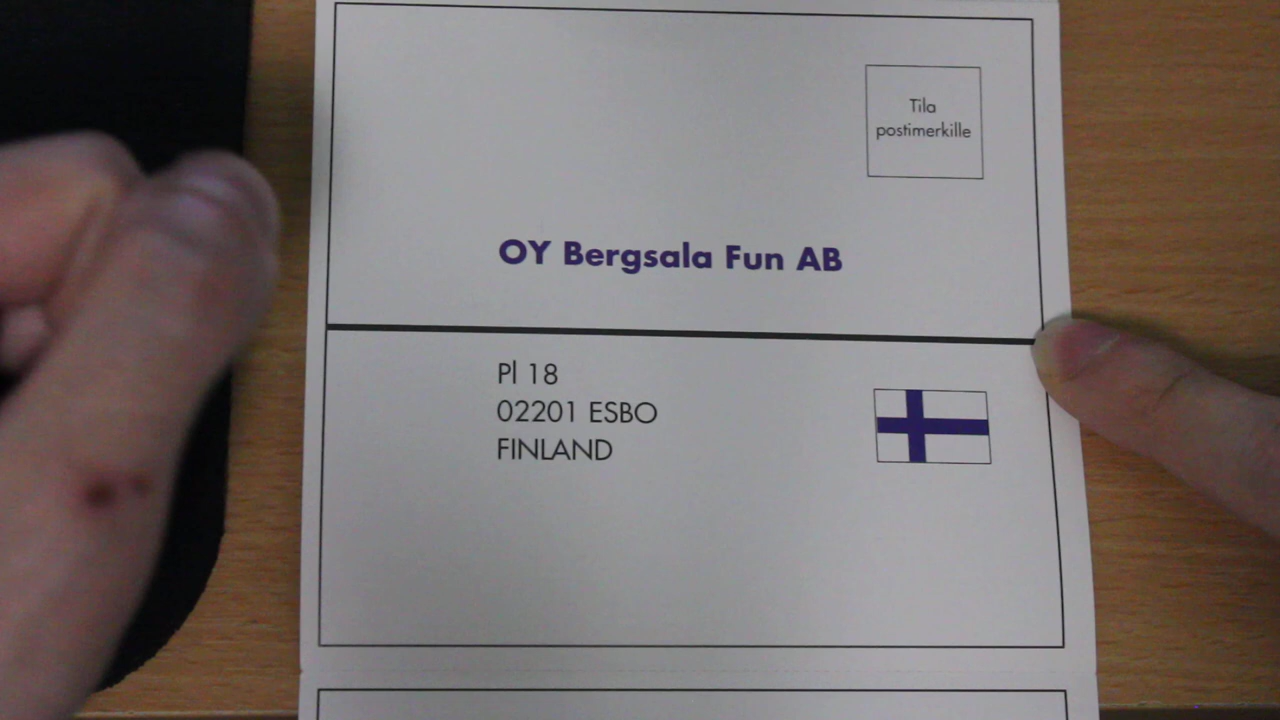 Tila
postimerkille
OY Bergsala Fun AB
Pl 18
02201 ESBO
FINLAND